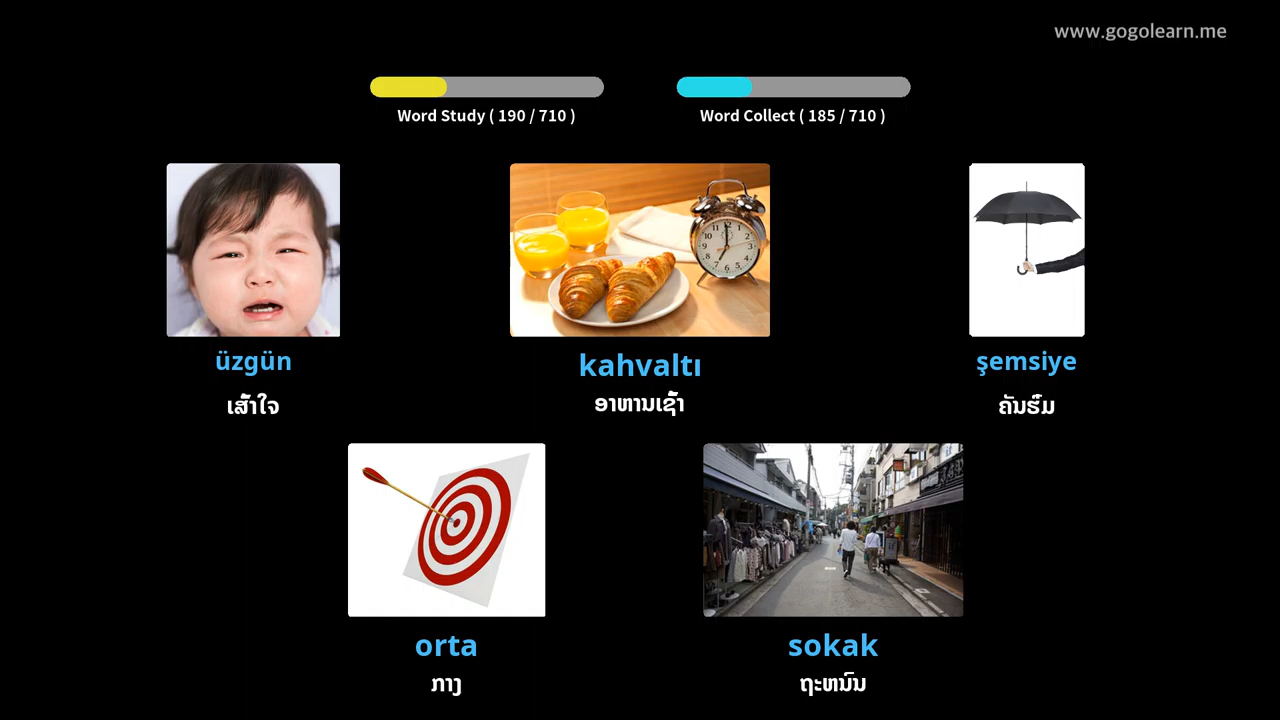 www.gogolearn.me
Word Study ( 190 / 710 )
Word Collect ( 185 / 710 )
üzgün
ເສົ້າໃຈ
kahvaltı
ອາຫານເຊົ້າ
şemsiye
ຄັນຮົ່ມ
orta
ກາງ
sokak
ຖະຫນົນ